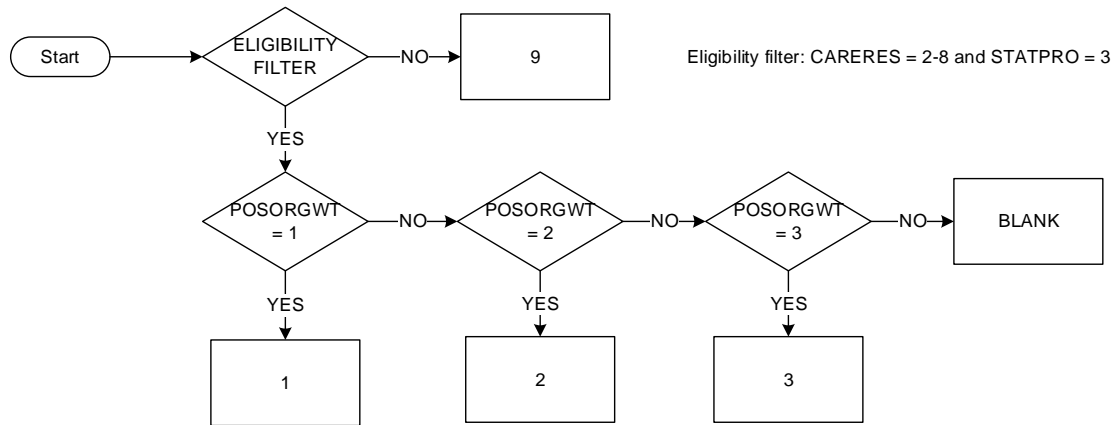 Start
ELIGIBILITY
FILTER
NO
9
Eligibility filter: CARERES = 2-8 and STATPRO = 3
YES
POSORGWT
= 1
NO
POSORGWT
= 2
NO
POSORGWT
= 3
NO
BLANK
YES
YES
YES
1
2
3